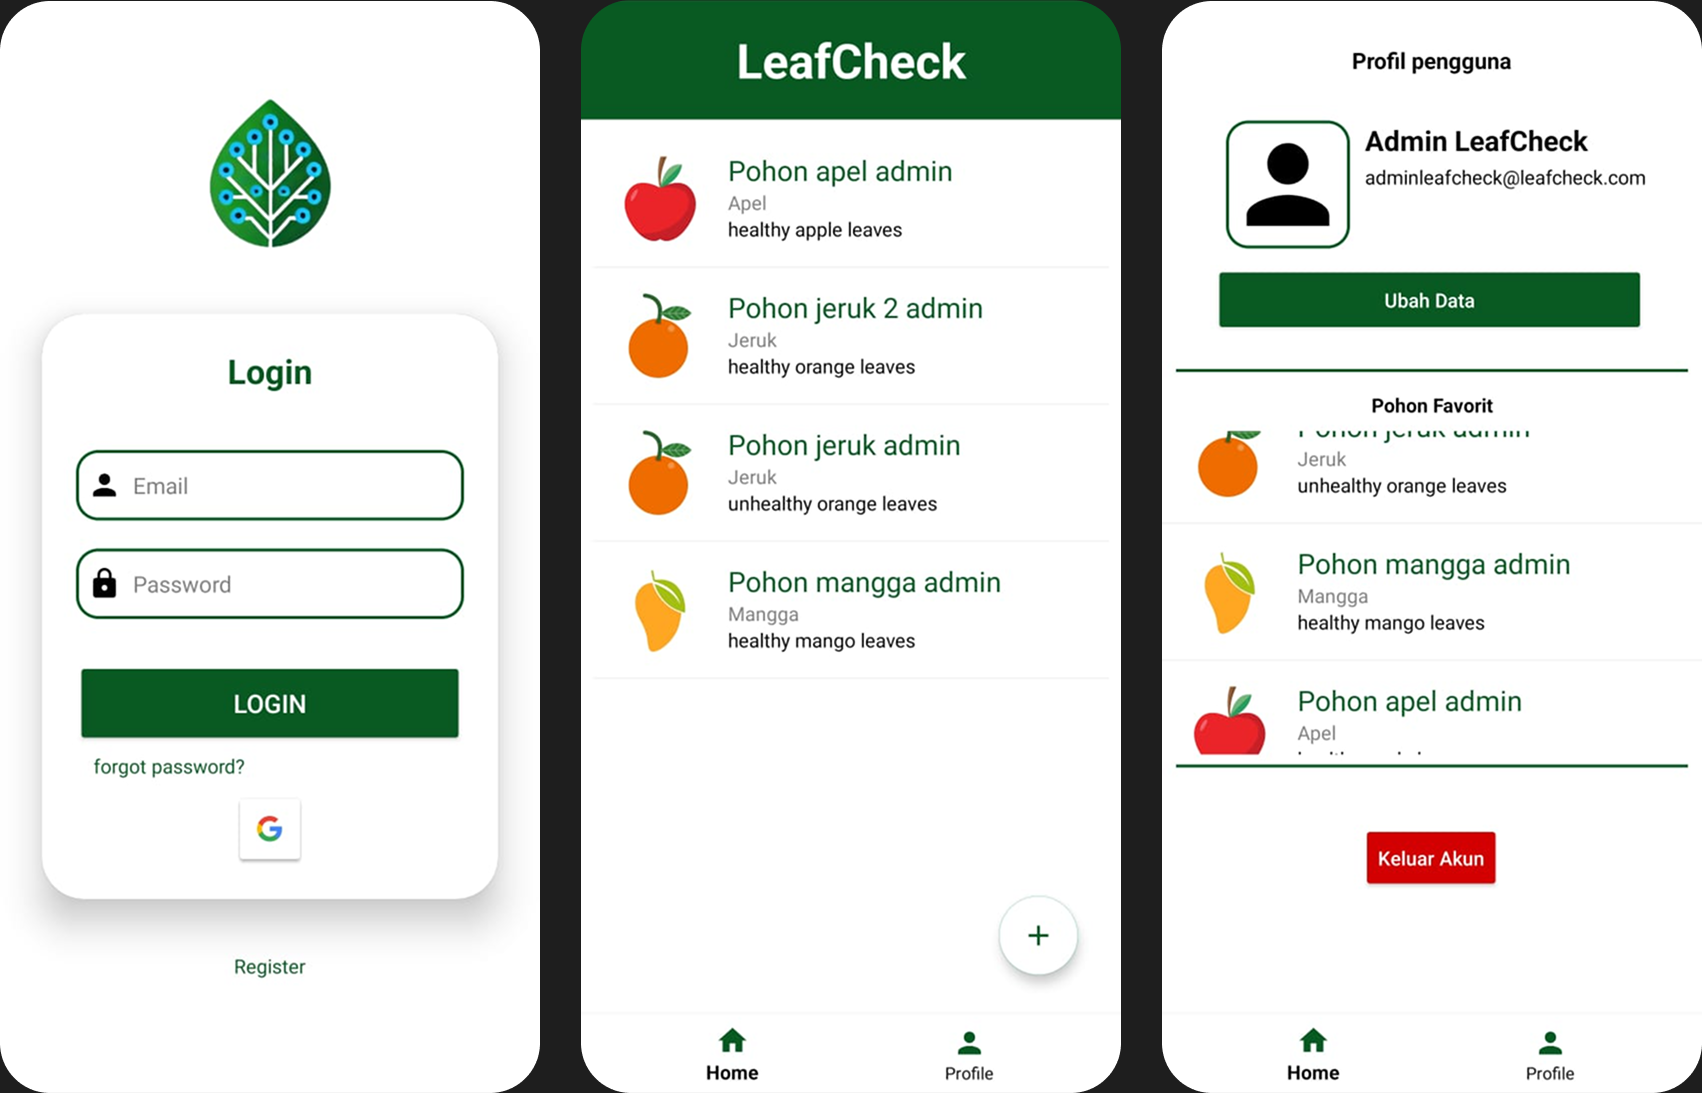 Login
Email
Password
LOGIN
forgot password?
Register
LeafCheck
Pohon apel admin
Apel
healthy apple leaves
Pohon jeruk 2 admin
Jeruk
healthy orange leaves
Pohon jeruk admin
Jeruk
unhealthy orange leaves
Pohon mangga admin
Mangga
healthy mango leaves
+
Home
Profile
Profil pengguna
Admin LeafCheck
adminleafcheck@leafcheck.com
Ubah Data
Pohon Favorit
Pohon jeruk admin
Jeruk
unhealthy orange leaves
Pohon mangga admin
Mangga
healthy mango leaves
Pohon apel admin
Apel
Keluar Akun
Home
Profile